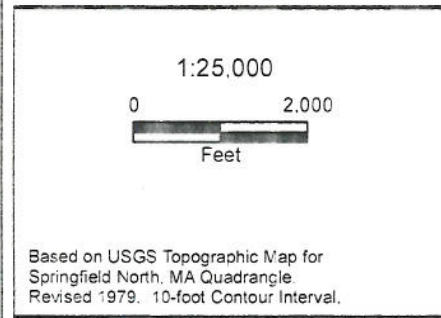 1:25,000
0 2,000
Feet
Based on USGS Topographic Map for
Springfield North, MA Quadrangle.
Revised 1979. 10-foot Contour Interval.